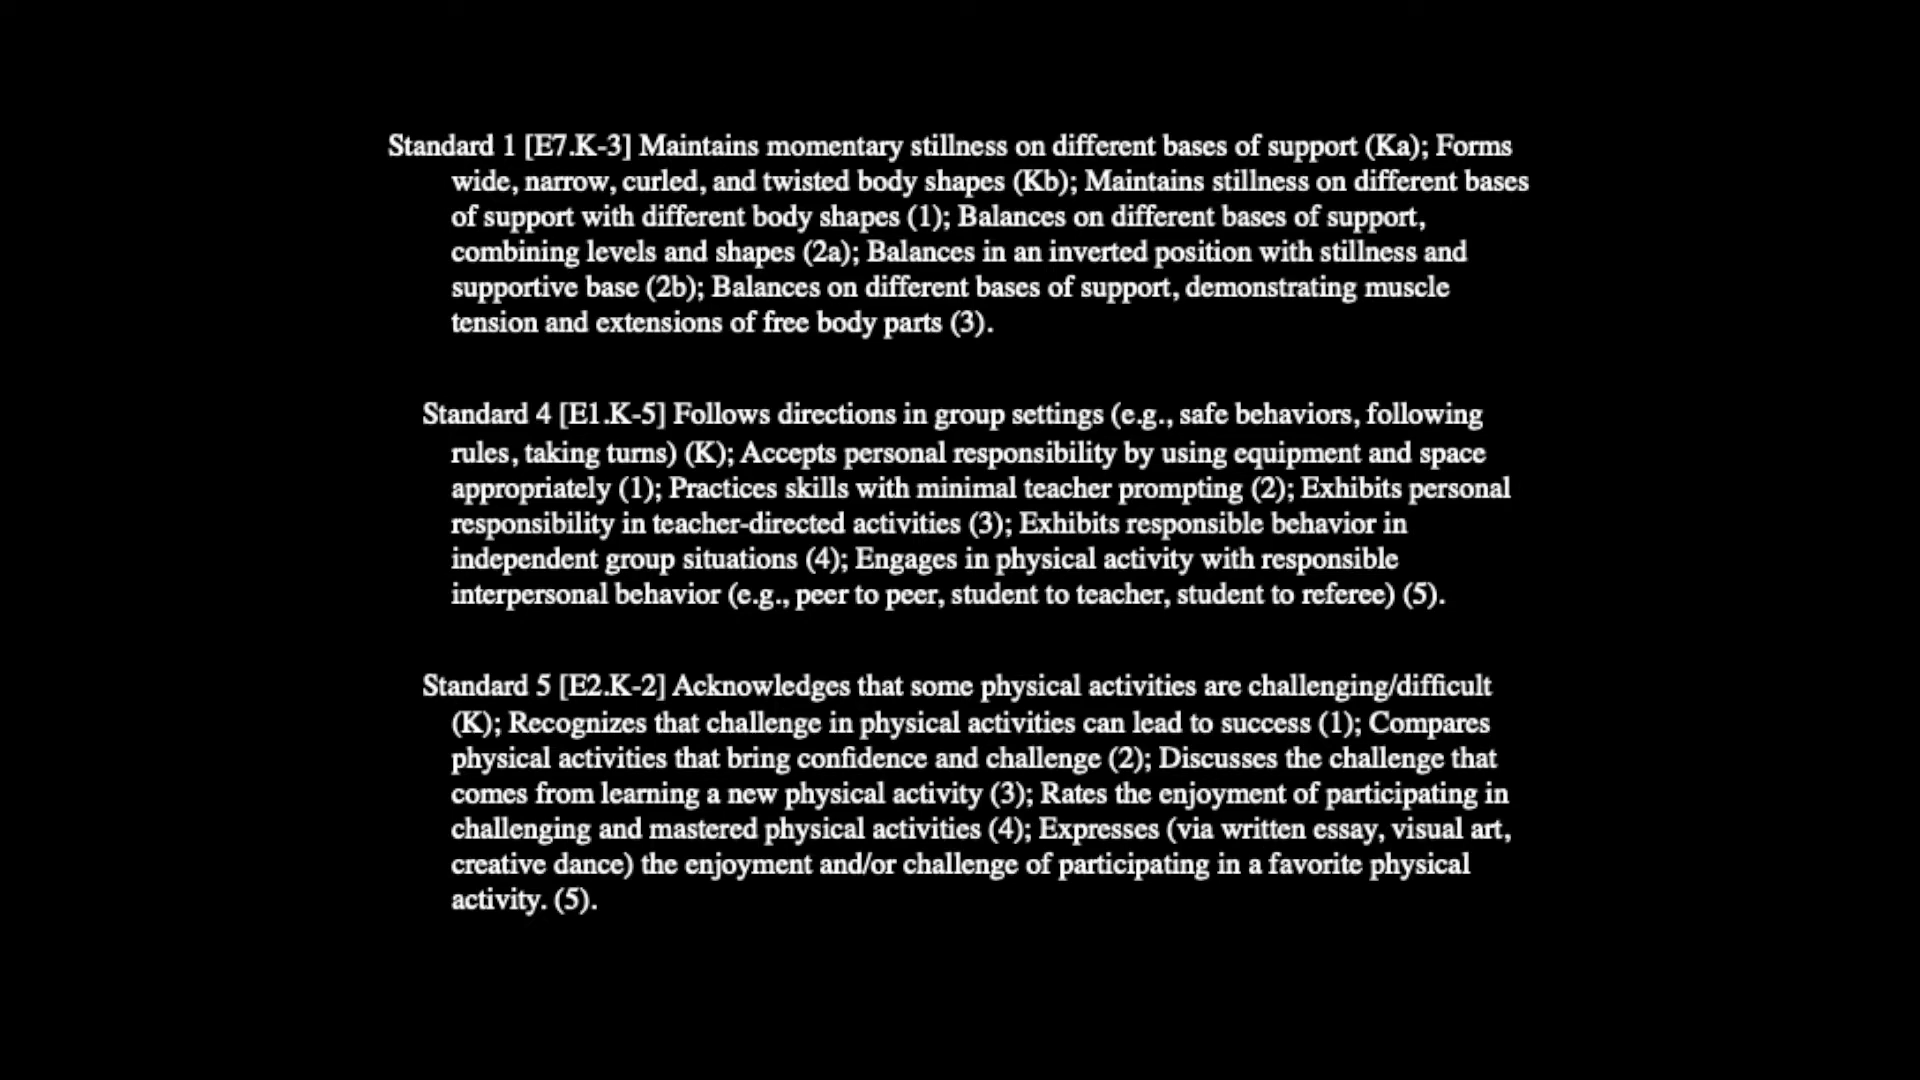 Standard 1 [E7.K-3] Maintains momentary stillness on different bases of support (Ka); Forms
wide, narrow, curled, and twisted body shapes (Kb); Maintains stillness on different bases
of support with different body shapes (1); Balances on different bases of support,
combining levels and shapes (2a); Balances in an inverted position with stillness and
supportive base (2b); Balances on different bases of support, demonstrating muscle
tension and extensions of free body parts (3).
Standard 4 [E1.K-5] Follows directions in group settings (e.g., safe behaviors, following
rules, taking turns) (K); Accepts personal responsibility by using equipment and space
appropriately (1); Practices skills with minimal teacher prompting (2); Exhibits personal
responsibility in teacher-directed activities (3); Exhibits responsible behavior in
independent group situations (4); Engages in physical activity with responsible
interpersonal behavior (e.g., peer to peer, student to teacher, student to referee) (5).
Standard 5 [E2.K-2] Acknowledges that some physical activities are challenging/difficult
(K); Recognizes that challenge in physical activities can lead to success (1); Compares
physical activities that bring confidence and challenge (2); Discusses the challenge that
comes from learning a new physical activity (3); Rates the enjoyment of participating in
challenging and mastered physical activities (4); Expresses (via written essay, visual art,
creative dance) the enjoyment and/or challenge of participating in a favorite physical
activity. (5).